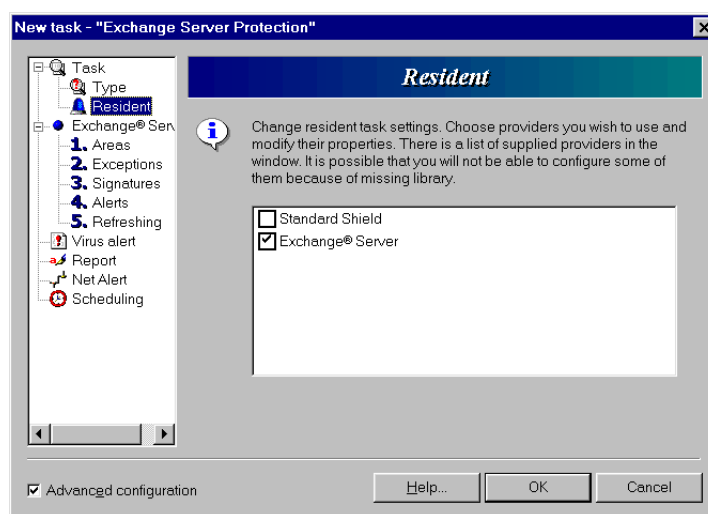 New task - "Exchange Server Protection"
Task
Type
Resident
Exchange® Serv
1. Areas
2. Exceptions
3. Signatures
4. Alerts
5. Refreshing
Virus alert
Report
Net Alert
Scheduling
Resident
Change resident task settings. Choose providers you wish to use and
modify their properties. There is a list of supplied providers in the
window. It is possible that you will not be able to configure some of
them because of missing library.
Standard Shield
Exchange® Server
Advanced configuration
Help...
OK
Cancel